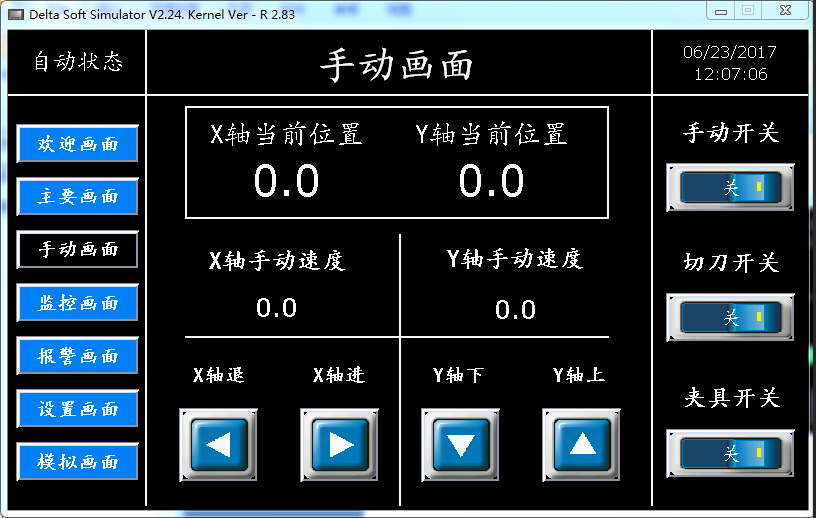 Delta Soft Simulator V2.24. Kernel Ver - R 2.83
自动状态
手动画面
06/23/2017
12:07:06
欢迎画面
主要画面
手动画面
监控画面
报警画面
设置画面
模拟画面
X轴当前位置
Y轴当前位置
0.0
0.0
X轴手动速度
Y轴手动速度
0.0
0.0
X轴退
X轴进
Y轴下
Y轴上
手动开关
关
切刀开关
关
夹具开关
关